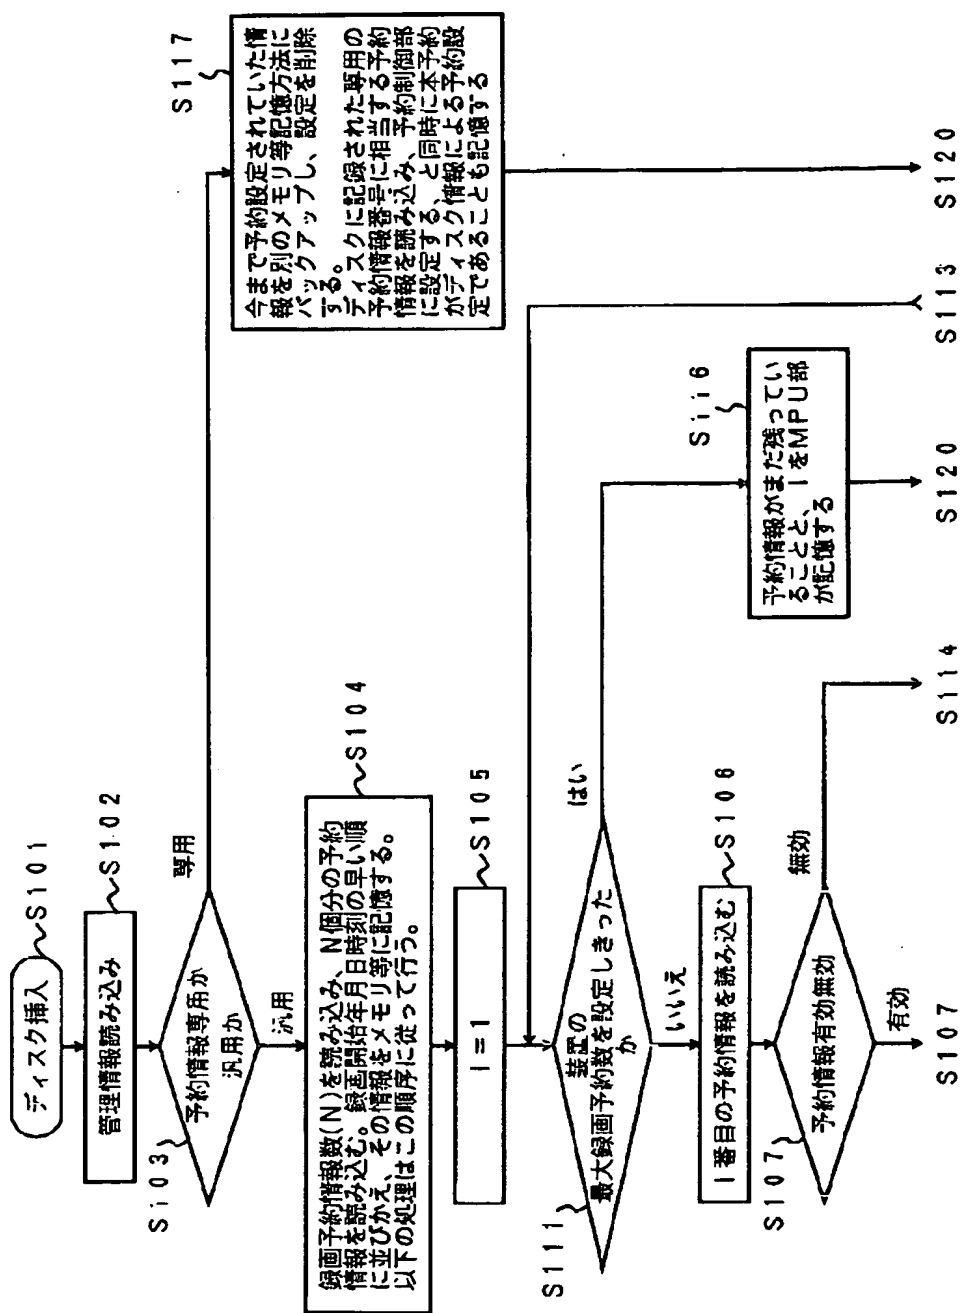 ディスク挿入
S101
管理情報読み込み
S102
予約情報専用か
汎用か
Si03
専用
汎用
録画予約情報数(N)を読み込み、N個分の予約
情報を読み込む。録画開始年月日時刻の早い順
に並びかえ、その情報をメモリ等に記憶する。
以下の処理はこの順序に従って行う。
S104
I=1
S105
装置の
最大録画予約数を設定しきった
か
S111
はい
いいえ
I番目の予約情報を読み込む
S106
予約情報有効無効
S107
無効
有効
今まで予約設定されていた情
報を別のメモリ等記憶方法に
バックアップし、設定を削除
する。
ディスクに記録された専用の
予約情報番号に相当する予約
情報を読み込み、予約制御部
に設定する、と同時に本予約
がディスク情報による予約設
定であることも記憶する
S117
予約情報がまだ残ってい
ることと、IをMPU部
が記憶する
Sii6
S107
S114
S120
S113
S120